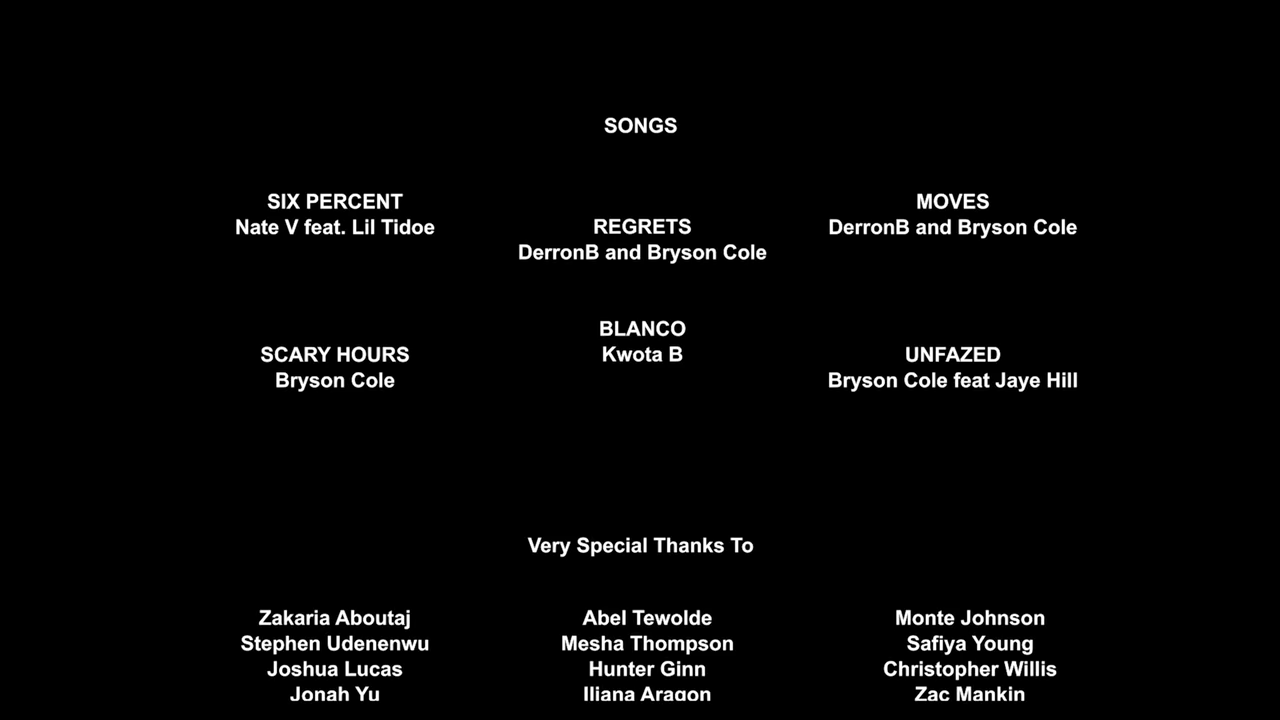 SONGS
SIX PERCENT
Nate V feat. Lil Tidoe
REGRETS
DerronB and Bryson Cole
MOVES
DerronB and Bryson Cole
SCARY HOURS
Bryson Cole
BLANCO
Kwota B
UNFAZED
Bryson Cole feat Jaye Hill
Very Special Thanks To
Zakaria Aboutaj
Stephen Udenenwu
Joshua Lucas
Jonah Yu
Abel Tewolde
Mesha Thompson
Hunter Ginn
Iliana Aragon
Monte Johnson
Safiya Young
Christopher Willis
Zac Mankin